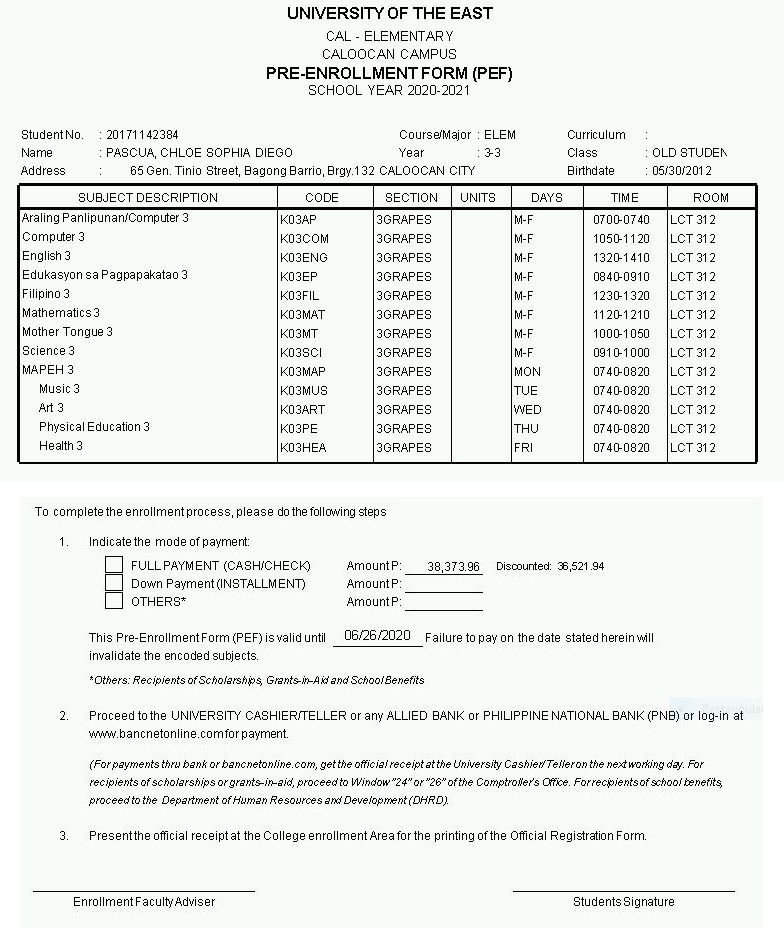 UNIVERSITY OF THE EAST
CAL - ELEMENTARY
CALOOCAN CAMPUS
PRE-ENROLLMENT FORM (PEF)
SCHOOL YEAR 2020-2021
Student No. : 20171142384 Course/Major : ELEM Curriculum :
Name : PASCUA, CHLOE SOPHIA DIEGO Year : 3-3 Class : OLD STUDEN
Address : 65 Gen. Tinio Street, Bagong Barrio, Brgy.132 CALOOCAN CITY Birthdate : 05/30/2012
SUBJECT DESCRIPTION CODE SECTION UNITS DAYS TIME ROOM
Araling Panlipunan/Computer 3 K03AP 3GRAPES M-F 0700-0740 LCT 312
Computer 3 K03COM 3GRAPES M-F 1050-1120 LCT 312
English 3 K03ENG 3GRAPES M-F 1320-1410 LCT 312
Edukasyon sa Pagpapakatao 3 K03EP 3GRAPES M-F 0840-0910 LCT 312
Filipino 3 K03FIL 3GRAPES M-F 1230-1320 LCT 312
Mathematics 3 K03MAT 3GRAPES M-F 1120-1210 LCT 312
Mother Tongue 3 K03MT 3GRAPES M-F 1000-1050 LCT 312
Science 3 K03SCI 3GRAPES M-F 0910-1000 LCT 312
MAPEH 3 K03MAP 3GRAPES MON 0740-0820 LCT 312
Music 3 K03MUS 3GRAPES TUE 0740-0820 LCT 312
Art 3 K03ART 3GRAPES WED 0740-0820 LCT 312
Physical Education 3 K03PE 3GRAPES THU 0740-0820 LCT 312
Health 3 K03HEA 3GRAPES FRI 0740-0820 LCT 312
To complete the enrollment process, please do the following steps
1. Indicate the mode of payment:
FULL PAYMENT (CASH/CHECK) Amount P: 38,373.96 Discounted: 36,521.94
Down Payment (INSTALLMENT) Amount P:
OTHERS* Amount P:
This Pre-Enrollment Form (PEF) is valid until 06/26/2020 Failure to pay on the date stated herein will
invalidate the encoded subjects.
*Others: Recipients of Scholarships, Grants-in-Aid and School Benefits
2. Proceed to the UNIVERSITY CASHIER/TELLER or any ALLIED BANK or PHILIPPINE NATIONAL BANK (PNB) or log-in at
www.bancnetonline.com for payment.
(For payments thru bank or bancnetonline.com, get the official receipt at the University Cashier/Teller on the next working day. For
recipients of scholarships or grants-in-aid, proceed to Window "24" or "26" of the Comptroller's Office. For recipients of school benefits,
proceed to the Department of Human Resources and Development (DHRD).
3. Present the official receipt at the College enrollment Area for the printing of the Official Registration Form.
Enrollment Faculty Adviser Students Signature